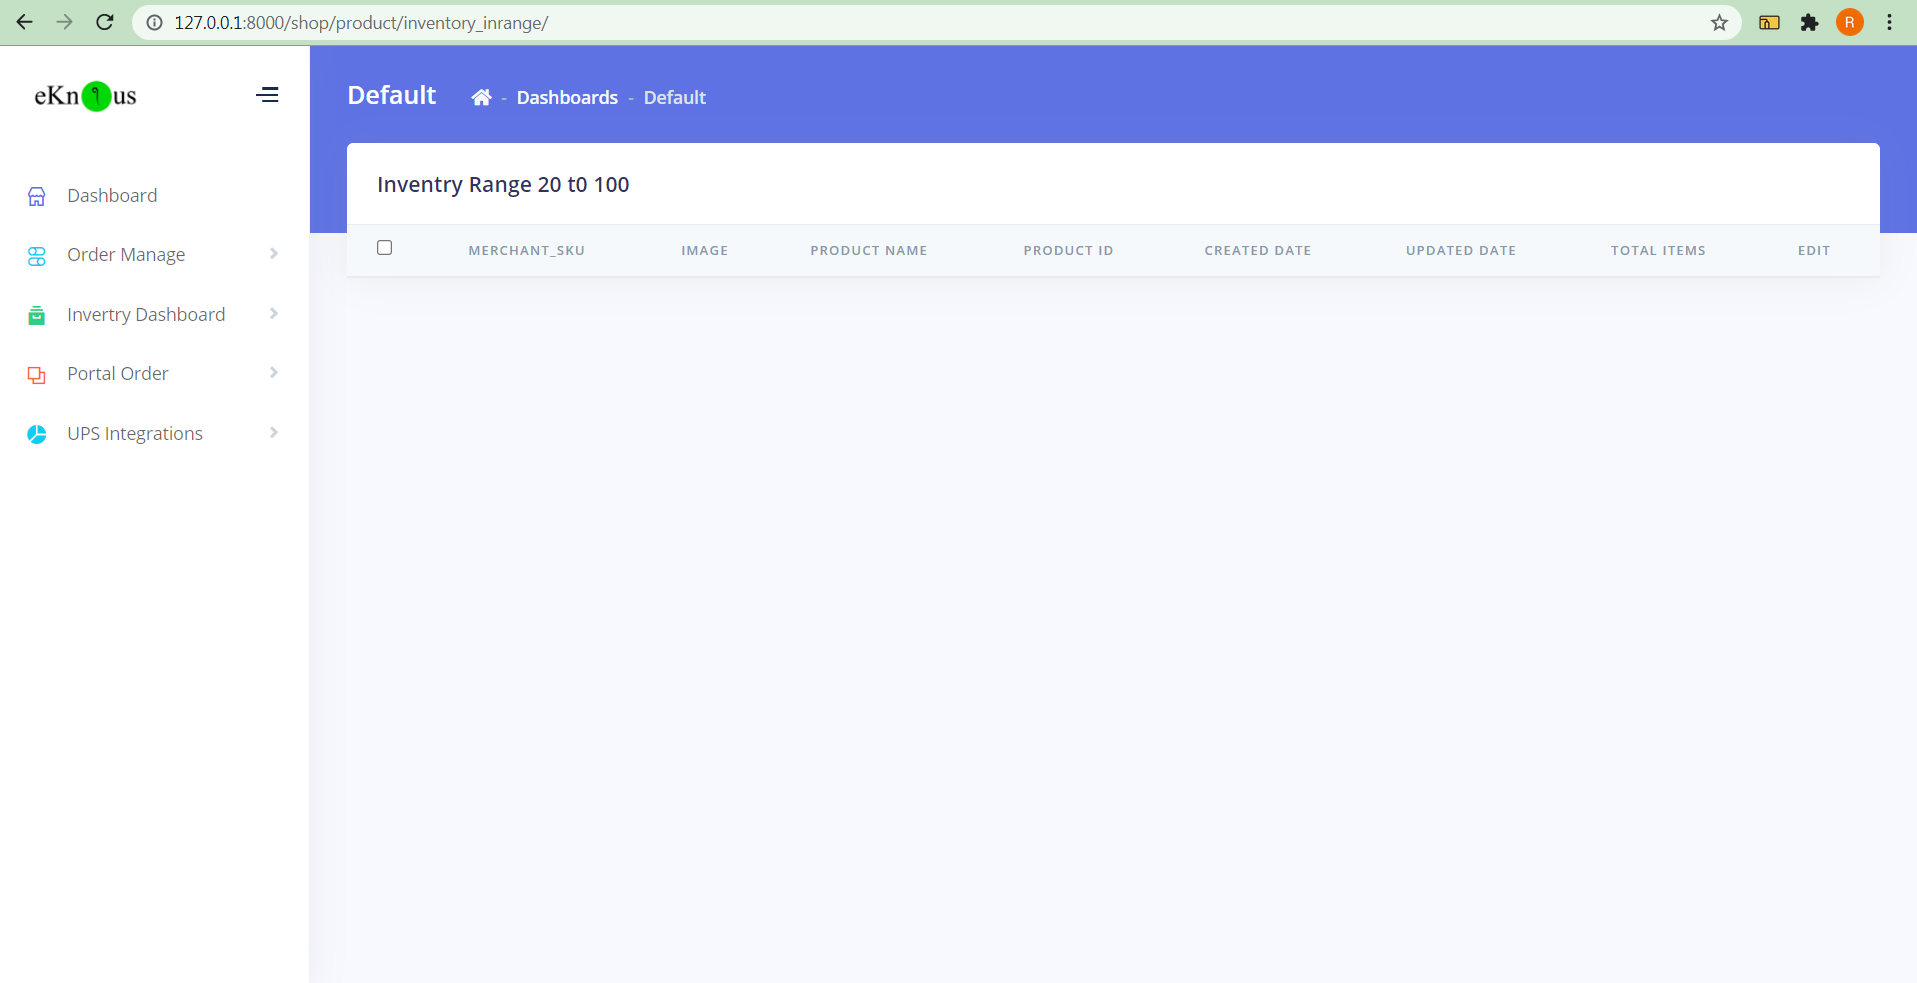 127.0.0.1:8000/shop/product/inventory_inrange/
R
eKn us
Default - Dashboards - Default
Inventry Range 20 t0 100
MERCHANT_SKU IMAGE PRODUCT NAME PRODUCT ID CREATED DATE UPDATED DATE TOTAL ITEMS EDIT
Dashboard
Order Manage
Invertry Dashboard
Portal Order
UPS Integrations